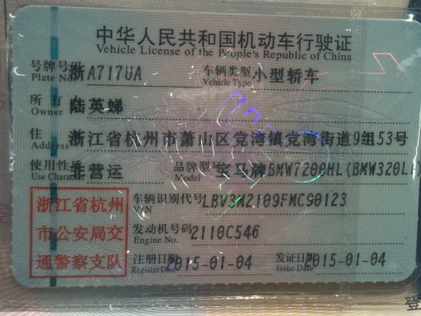 中华人民共和国机动车行驶证
Vehicle License of the People's Republic of China
号牌号码 浙A717UA 车辆类型 小型轿车
Plate No. Vehicle Type
所有人 陆英娣
Owner
住址 浙江省杭州市萧山区党湾镇党湾街道9组53号
Address
使用性质 非营运 品牌型号 宝马牌BMW7200HL(BMW320L
Use Character Model
浙江省杭州 车辆识别代号 LBV3M2109FMC90123
VIN
市公安局交 发动机号码 2110C546
Engine No.
通警察支队 注册日期 2015-01-04 发证日期 2015-01-04
Register Date Issue Date